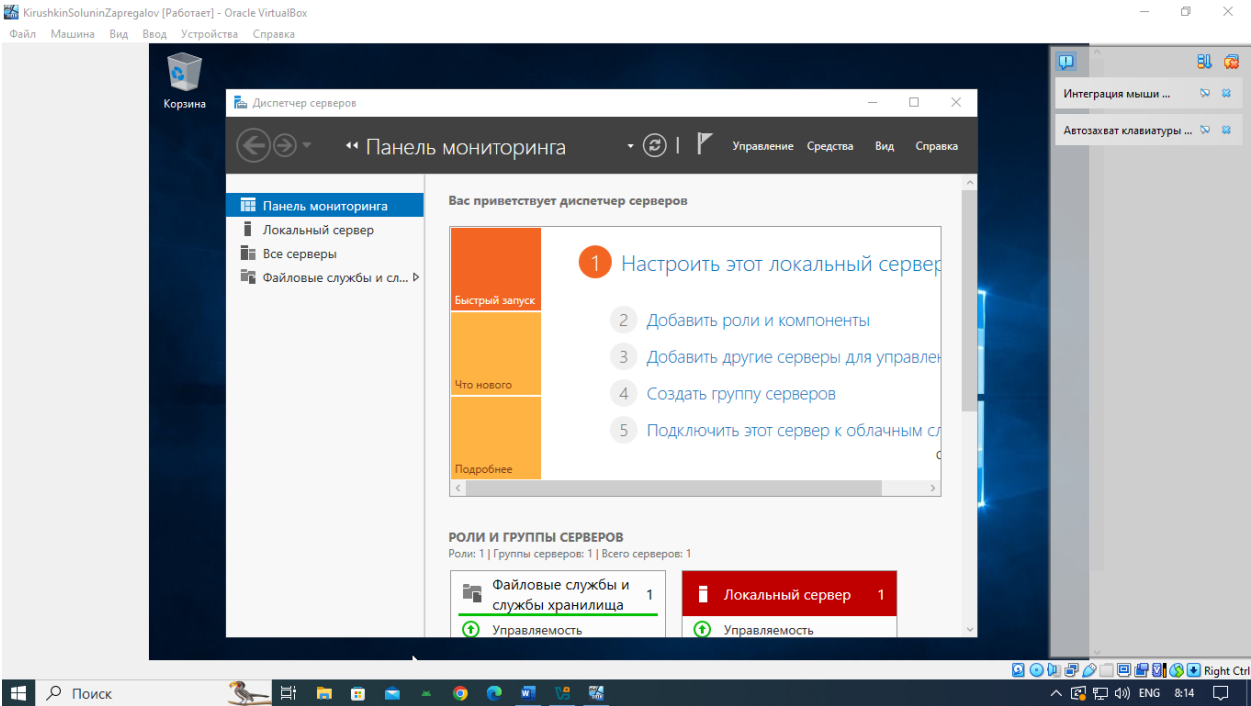 KirushkinSoluninZapregalov [Работает] - Oracle VirtualBox
Файл Машина Вид Ввод Устройства Справка
Корзина
Диспетчер серверов
Панель мониторинга
Управление Средства Вид Справка
Панель мониторинга
Локальный сервер
Все серверы
Файловые службы и сл...
Вас приветствует диспетчер серверов
Быстрый запуск
Что нового
Подробнее
1 Настроить этот локальный сервер
2 Добавить роли и компоненты
3 Добавить другие серверы для управлен
4 Создать группу серверов
5 Подключить этот сервер к облачным сл
РОЛИ И ГРУППЫ СЕРВЕРОВ
Роли: 1 | Группы серверов: 1 | Всего серверов: 1
Файловые службы и
службы хранилища 1
Управляемость
Локальный сервер 1
Управляемость
Интеграция мыши ...
Автозахват клавиатуры ...
Right Ctrl
Поиск
ENG 8:14